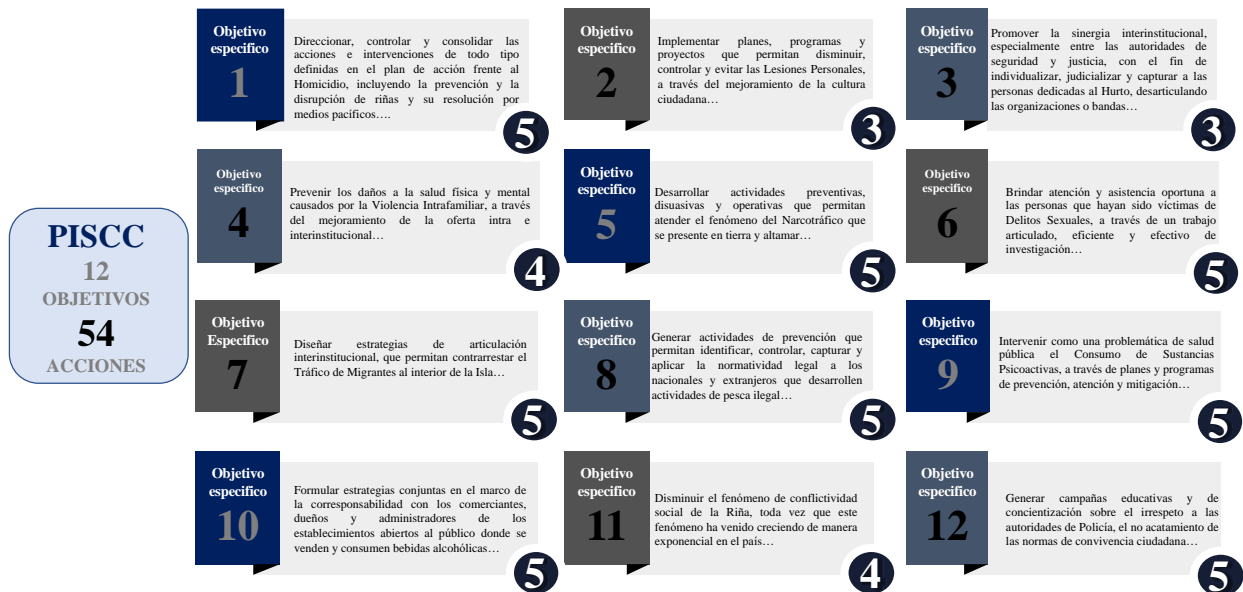 PISCC
12
OBJETIVOS
54
ACCIONES
Objetivo
especifico
1
Direccionar, controlar y consolidar las
acciones e intervenciones de todo tipo
definidas en el plan de acción frente al
Homicidio, incluyendo la prevención y la
disrupción de riñas y su resolución por
medios pacíficos….
5
Objetivo
especifico
2
Implementar planes, programas y
proyectos que permitan disminuir,
controlar y evitar las Lesiones Personales,
a través del mejoramiento de la cultura
ciudadana…
3
Objetivo
especifico
3
Promover la sinergia interinstitucional,
especialmente entre las autoridades de
seguridad y justicia, con el fin de
individualizar, judicializar y capturar a las
personas dedicadas al Hurto, desarticulando
las organizaciones o bandas…
3
Objetivo
especifico
4
Prevenir los daños a la salud física y mental
causados por la Violencia Intrafamiliar, a través
del mejoramiento de la oferta intra e
interinstitucional…
4
Objetivo
especifico
5
Desarrollar actividades preventivas,
disuasivas y operativas que permitan
atender el fenómeno del Narcotráfico que
se presente en tierra y altamar…
5
Objetivo
especifico
6
Brindar atención y asistencia oportuna a
las personas que hayan sido víctimas de
Delitos Sexuales, a través de un trabajo
articulado, eficiente y efectivo de
investigación…
5
Objetivo
Especifico
7
Diseñar estrategias de articulación
interinstitucional, que permitan contrarrestar el
Tráfico de Migrantes al interior de la Isla…
5
Objetivo
especifico
8
Generar actividades de prevención que
permitan identificar, controlar, capturar y
aplicar la normatividad legal a los
nacionales y extranjeros que desarrollen
actividades de pesca ilegal…
5
Objetivo
especifico
9
Intervenir como una problemática de salud
pública el Consumo de Sustancias
Psicoactivas, a través de planes y programas
de prevención, atención y mitigación…
5
Objetivo
especifico
10
Formular estrategias conjuntas en el marco de
la corresponsabilidad con los comerciantes,
dueños y administradores de los
establecimientos abiertos al público donde se
venden y consumen bebidas alcohólicas…
5
Objetivo
especifico
11
Disminuir el fenómeno de conflictividad
social de la Riña, toda vez que este
fenómeno ha venido creciendo de manera
exponencial en el país…
4
Objetivo
especifico
12
Generar campañas educativas y de
concientización sobre el irrespeto a las
autoridades de Policía, el no acatamiento de
las normas de convivencia ciudadana…
5